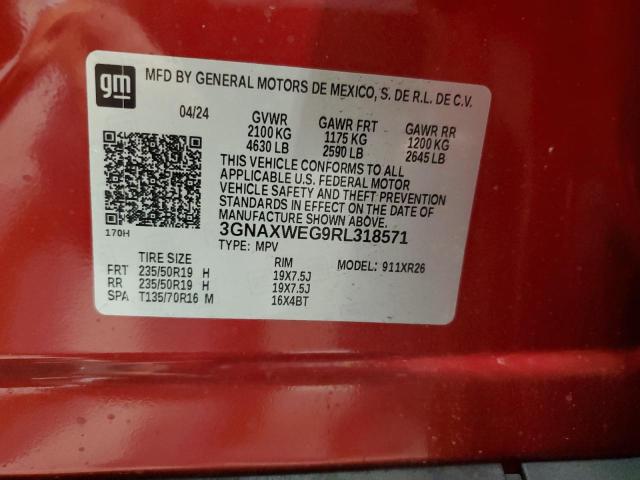 gm
MFD BY GENERAL MOTORS DE MEXICO, S. DE R.L. DE C.V.
04/24 GVWR GAWR FRT GAWR RR
2100 KG 1175 KG 1200 KG
4630 LB 2590 LB 2645 LB
THIS VEHICLE CONFORMS TO ALL
APPLICABLE U.S. FEDERAL MOTOR
VEHICLE SAFETY AND THEFT PREVENTION
STANDARDS IN EFFECT ON THE DATE OF
MANUFACTURE SHOWN ABOVE.
170H 3GNAXWEG9RL318571
TYPE: MPV
TIRE SIZE RIM MODEL: 911XR26
FRT 235/50R19 H 19X7.5J
RR 235/50R19 H 19X7.5J
SPA T135/70R16 M 16X4BT